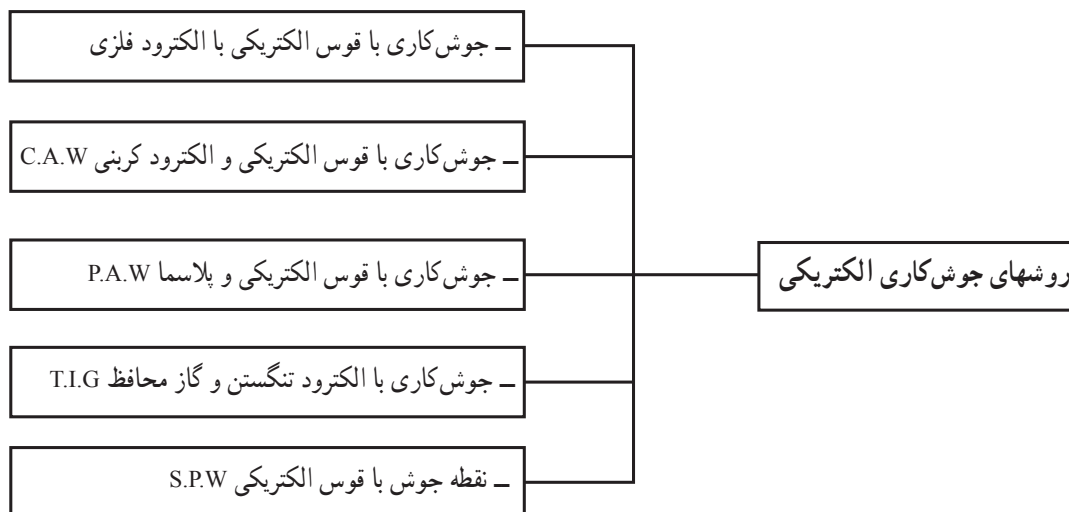 روشهای جوش‌کاری الکتریکی
ـ جوش‌کاری با قوس الکتریکی با الکترود فلزی
ـ جوش‌کاری با قوس الکتریکی و الکترود کربنی C.A.W
ـ جوش‌کاری با قوس الکتریکی و پلاسما P.A.W
ـ جوش‌کاری با الکترود تنگستن و گاز محافظ T.I.G
ـ نقطه جوش با قوس الکتریکی S.P.W